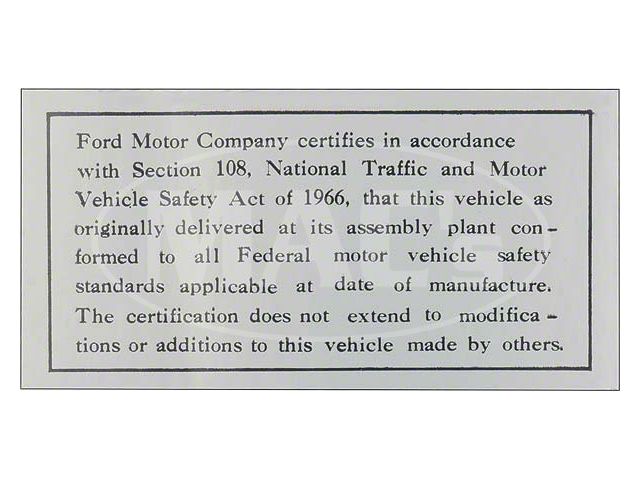 Ford Motor Company certifies in accordance
with Section 108, National Traffic and Motor
Vehicle Safety Act of 1966, that this vehicle as
originally delivered at its assembly plant con-
formed to all Federal motor vehicle safety
standards applicable at date of manufacture.
The certification does not extend to modifica-
tions or additions to this vehicle made by others.
MAC's